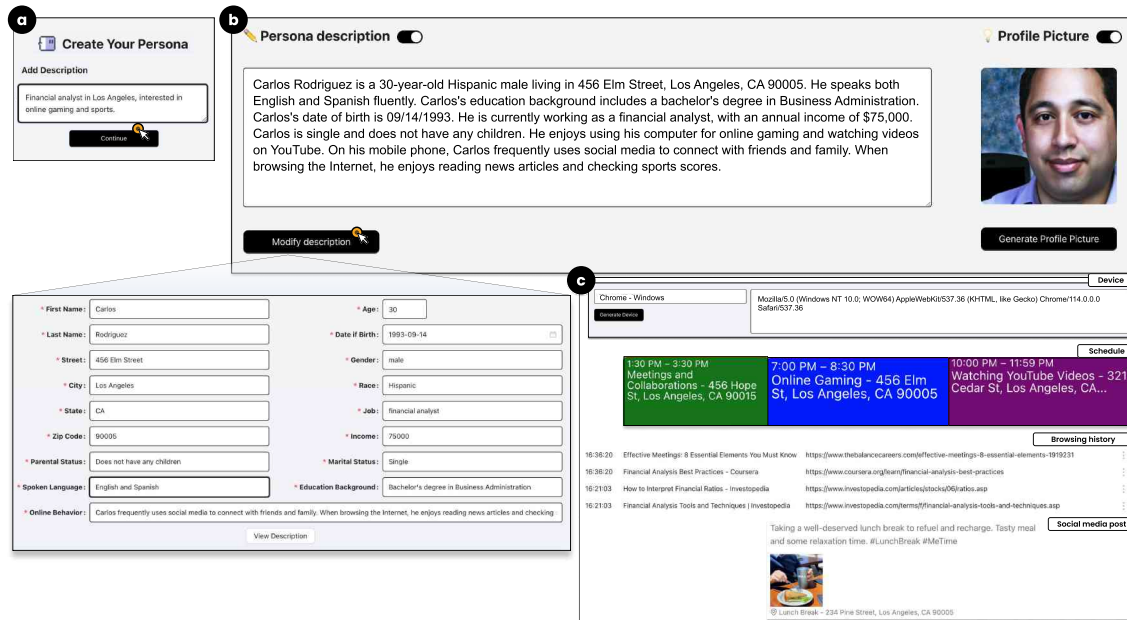 a
Create Your Persona
Add Description
Financial analyst in Los Angeles, interested in
online gaming and sports.
Continue
b
Persona description
Profile Picture
Carlos Rodriguez is a 30-year-old Hispanic male living in 456 Elm Street, Los Angeles, CA 90005. He speaks both
English and Spanish fluently. Carlos's education background includes a bachelor's degree in Business Administration.
Carlos's date of birth is 09/14/1993. He is currently working as a financial analyst, with an annual income of $75,000.
Carlos is single and does not have any children. He enjoys using his computer for online gaming and watching videos
on YouTube. On his mobile phone, Carlos frequently uses social media to connect with friends and family. When
browsing the Internet, he enjoys reading news articles and checking sports scores.
Modify description
Generate Profile Picture
* First Name: Carlos
* Age: 30
* Last Name: Rodriguez
* Date if Birth: 1993-09-14
* Street: 456 Elm Street
* Gender: male
* City: Los Angeles
* Race: Hispanic
* State: CA
* Job: financial analyst
* Zip Code: 90005
* Income: 75000
* Parental Status: Does not have any children
* Marital Status: Single
* Spoken Language: English and Spanish
* Education Background: Bachelor's degree in Business Administration
* Online Behavior: Carlos frequently uses social media to connect with friends and family. When browsing the Internet, he enjoys reading news articles and checking
View Description
c
Device
Chrome - Windows
Generate Device
Mozilla/5.0 (Windows NT 10.0; WOW64) AppleWebKit/537.36 (KHTML, like Gecko) Chrome/114.0.0.0
Safari/537.36
Schedule
1:30 PM – 3:30 PM
Meetings and
Collaborations - 456 Hope
St, Los Angeles, CA 90015
7:00 PM – 8:30 PM
Online Gaming - 456 Elm
St, Los Angeles, CA 90005
10:00 PM – 11:59 PM
Watching YouTube Videos - 321
Cedar St, Los Angeles, CA...
Browsing history
16:36:20 Effective Meetings: 8 Essential Elements You Must Know https://www.thebalancecareers.com/effective-meetings-8-essential-elements-1919231
16:36:20 Financial Analysis Best Practices - Coursera https://www.coursera.org/learn/financial-analysis-best-practices
16:21:03 How to Interpret Financial Ratios - Investopedia https://www.investopedia.com/articles/stocks/06/ratios.asp
16:21:03 Financial Analysis Tools and Techniques | Investopedia https://www.investopedia.com/terms/f/financial-analysis-tools-and-techniques.asp
Social media post
Taking a well-deserved lunch break to refuel and recharge. Tasty meal
and some relaxation time. #LunchBreak #MeTime
Lunch Break - 234 Pine Street, Los Angeles, CA 90005